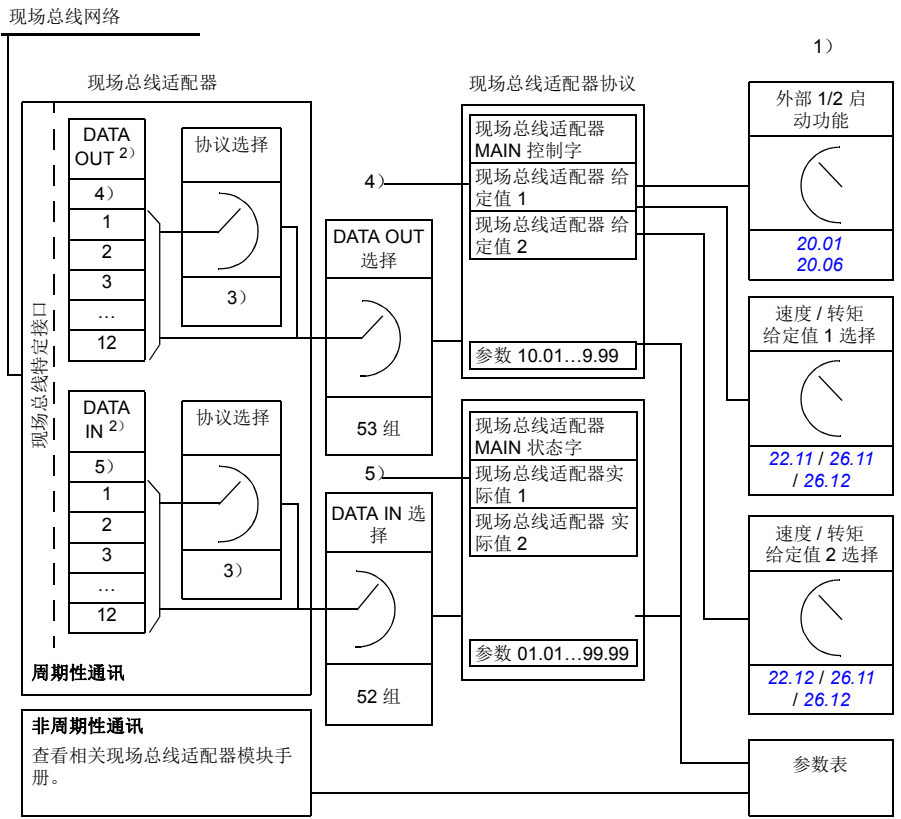 现场总线网络
1）
现场总线适配器
现场总线适配器协议
现场总线特定接口
DATA
OUT 2）
4）
1
2
3
…
12
协议选择
3）
DATA
IN 2）
5）
1
2
3
…
12
协议选择
3）
周期性通讯
DATA OUT
选择
53 组
DATA IN 选
择
52 组
4）
现场总线适配器
MAIN 控制字
现场总线适配器 给
定值 1
现场总线适配器 给
定值 2
参数 10.01…9.99
5）
现场总线适配器
MAIN 状态字
现场总线适配器实
际值 1
现场总线适配器 实
际值 2
参数 01.01…99.99
外部 1/2 启
动功能
20.01
20.06
速度 / 转矩
给定值 1 选择
22.11 / 26.11
/ 26.12
速度 / 转矩
给定值 2 选择
22.12 / 26.11
/ 26.12
非周期性通讯
查看相关现场总线适配器模块手
册。
参数表